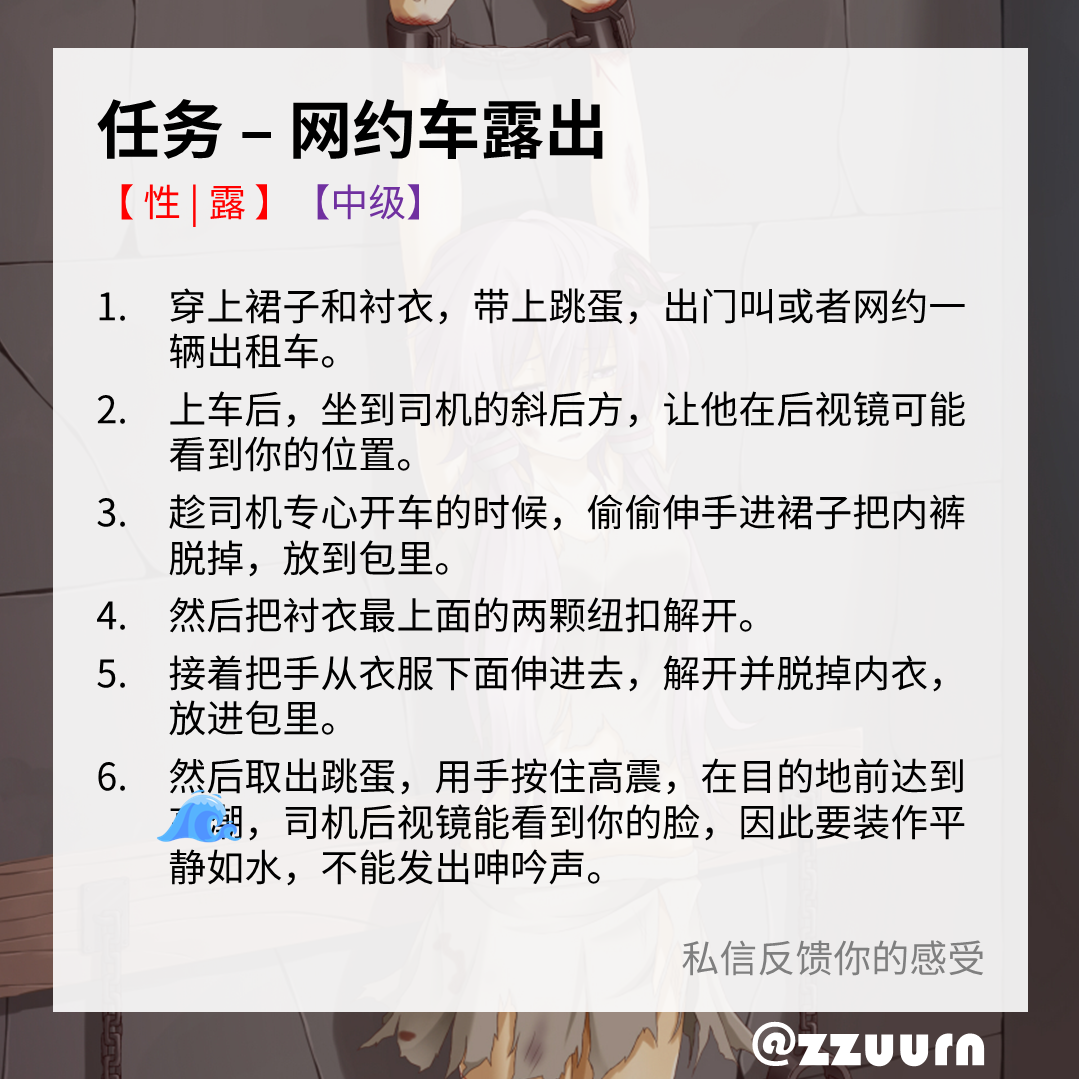 任务 – 网约车露出
【 性 | 露 】 【中级】
1. 穿上裙子和衬衣，带上跳蛋，出门叫或者网约一
辆出租车。
2. 上车后，坐到司机的斜后方，让他在后视镜可能
看到你的位置。
3. 趁司机专心开车的时候，偷偷伸手进裙子把内裤
脱掉，放到包里。
4. 然后把衬衣最上面的两颗纽扣解开。
5. 接着把手从衣服下面伸进去，解开并脱掉内衣，
放进包里。
6. 然后取出跳蛋，用手按住高震，在目的地前达到
潮，司机后视镜能看到你的脸，因此要装作平
静如水，不能发出呻吟声。
私信反馈你的感受
@zzuurn